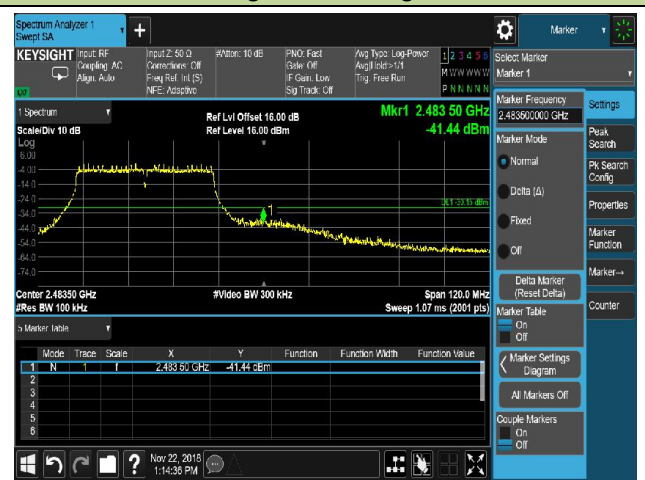 Spectrum Analyzer 1
Swept SA
+
Marker
KEYSIGHT
Input: RF
Coupling: AC
Align: Auto
Input Z: 50 Ω
Corrections: Off
Freq Ref: Int (S)
NFE: Adaptive
#Atten: 10 dB
PNO: Fast
Gate: Off
IF Gain: Low
Sig Track: Off
Avg Type: Log-Power
Avg|Hold:>1/1
Trig: Free Run
1 2 3 4 5 6
M W W W W W
P N N N N N
Select Marker
Marker 1
1 Spectrum
Scale/Div 10 dB
Log
Ref Lvl Offset 16.00 dB
Ref Level 16.00 dBm
Mkr1 2.483 50 GHz
-41.44 dBm
6.00
-4.00
-14.0
-24.0
-34.0
-44.0
-54.0
-64.0
-74.0
1
Center 2.48350 GHz
#Res BW 100 kHz
#Video BW 300 kHz
Span 120.0 MHz
Sweep 1.07 ms (2001 pts)
5 Marker Table
Mode Trace Scale X Y Function Function Width Function Value
1 N 1 f 2.483 50 GHz -41.44 dBm
2
3
4
5
6
Marker Frequency
2.483500000 GHz
Marker Mode
Normal
Delta (Δ)
Fixed
Off
Delta Marker
(Reset Delta)
Marker Table
On
Off
Marker Settings
Diagram
All Markers Off
Couple Markers
On
Off
Settings
Peak
Search
Pk Search
Config
Properties
Marker
Function
Marker→
Counter
?
Nov 22, 2018
1:14:36 PM